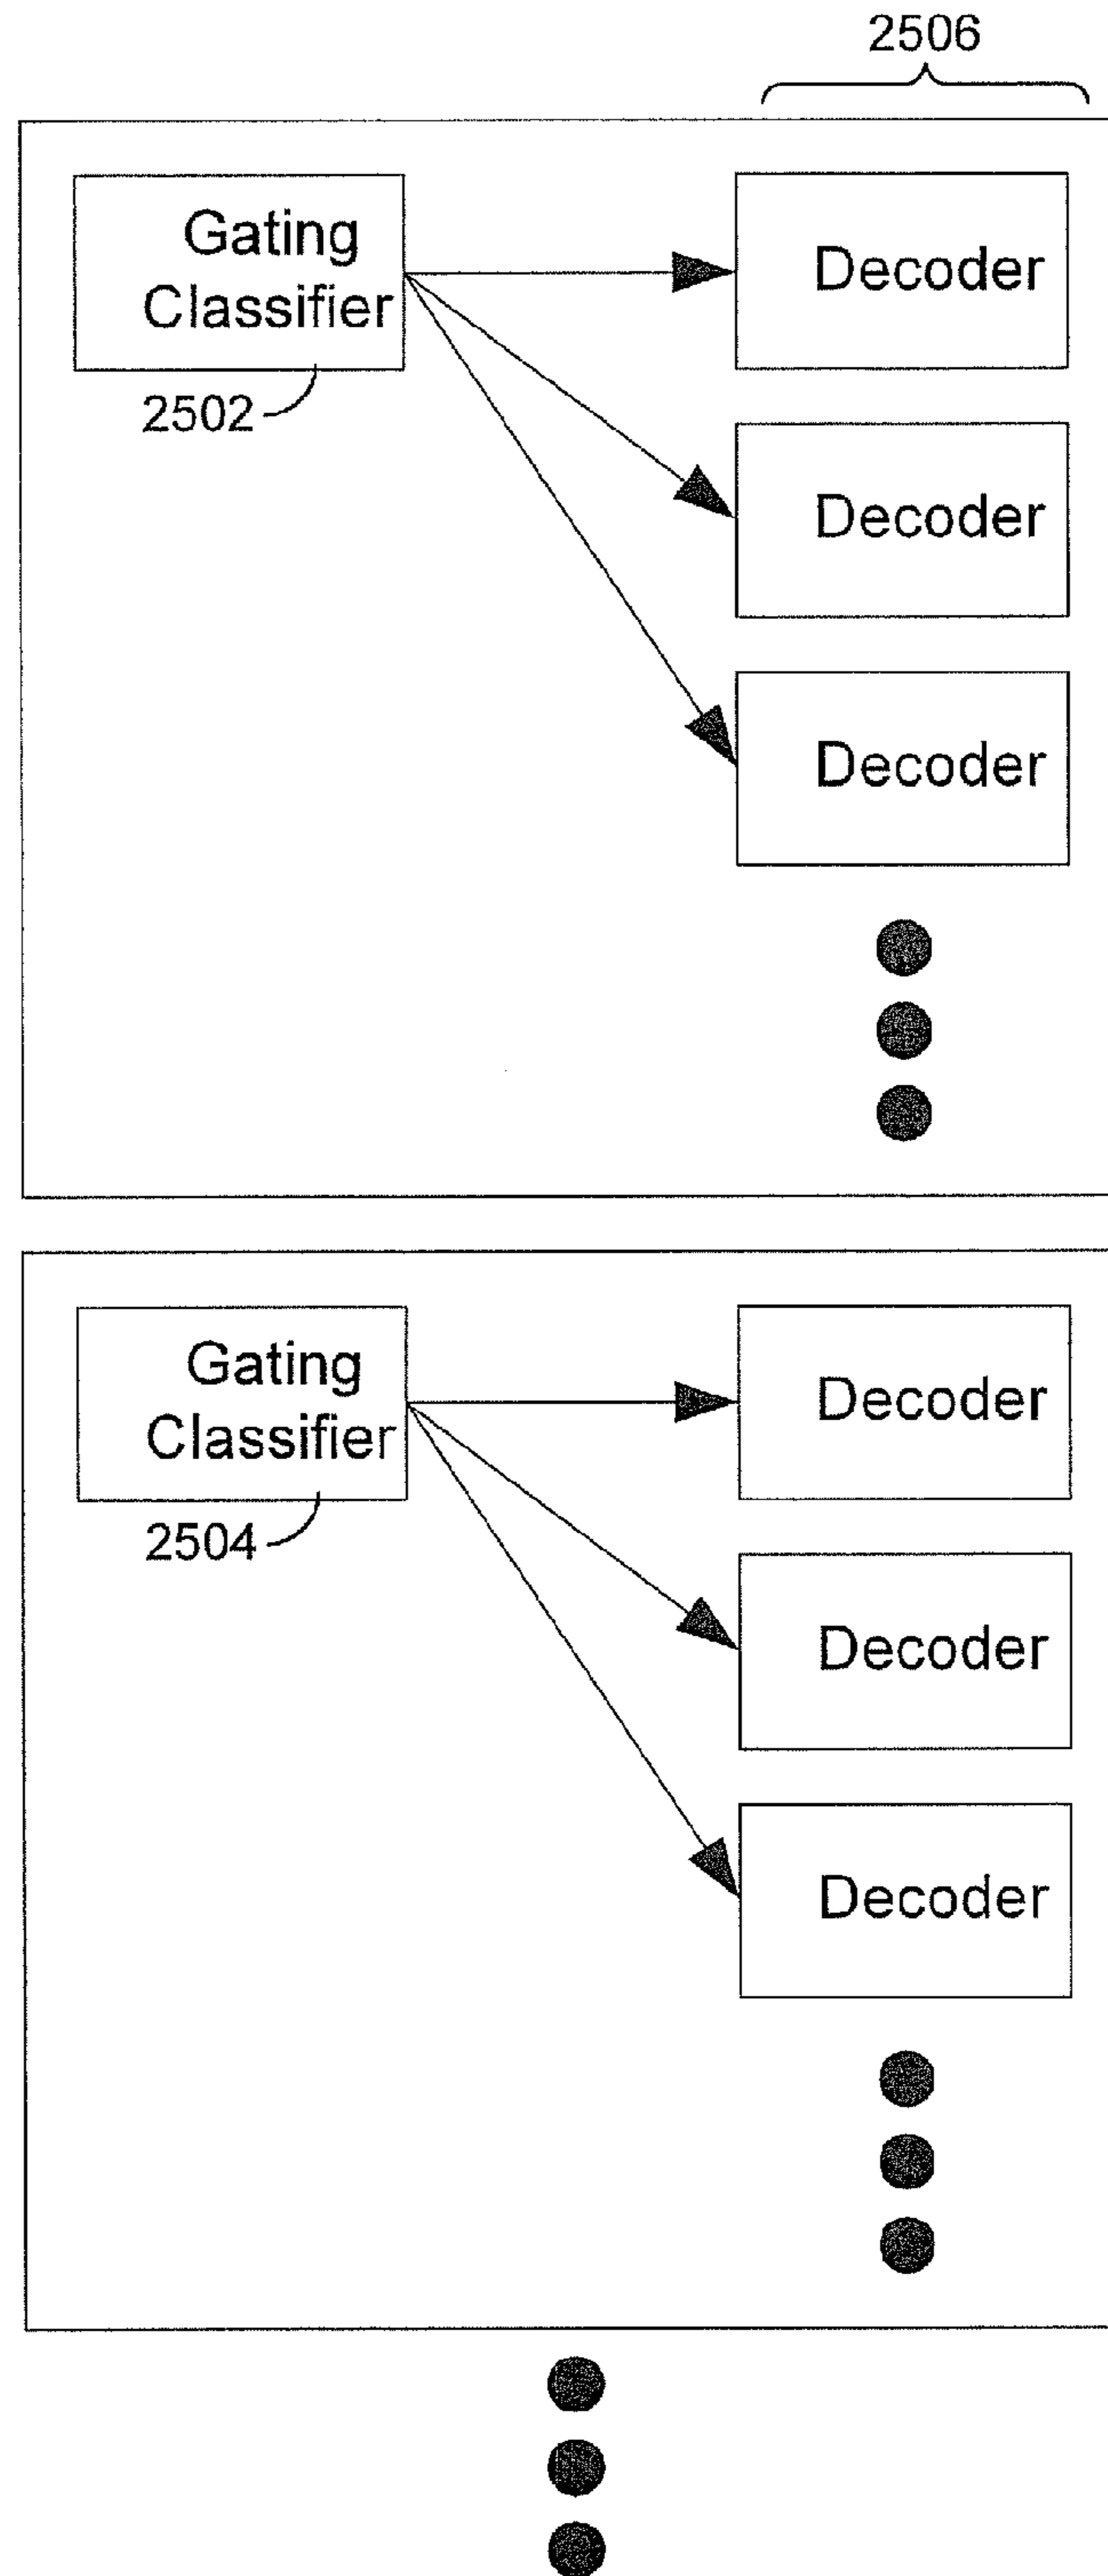 2506
Gating
Classifier
2502
Decoder
Decoder
Decoder
Gating
Classifier
2504
Decoder
Decoder
Decoder